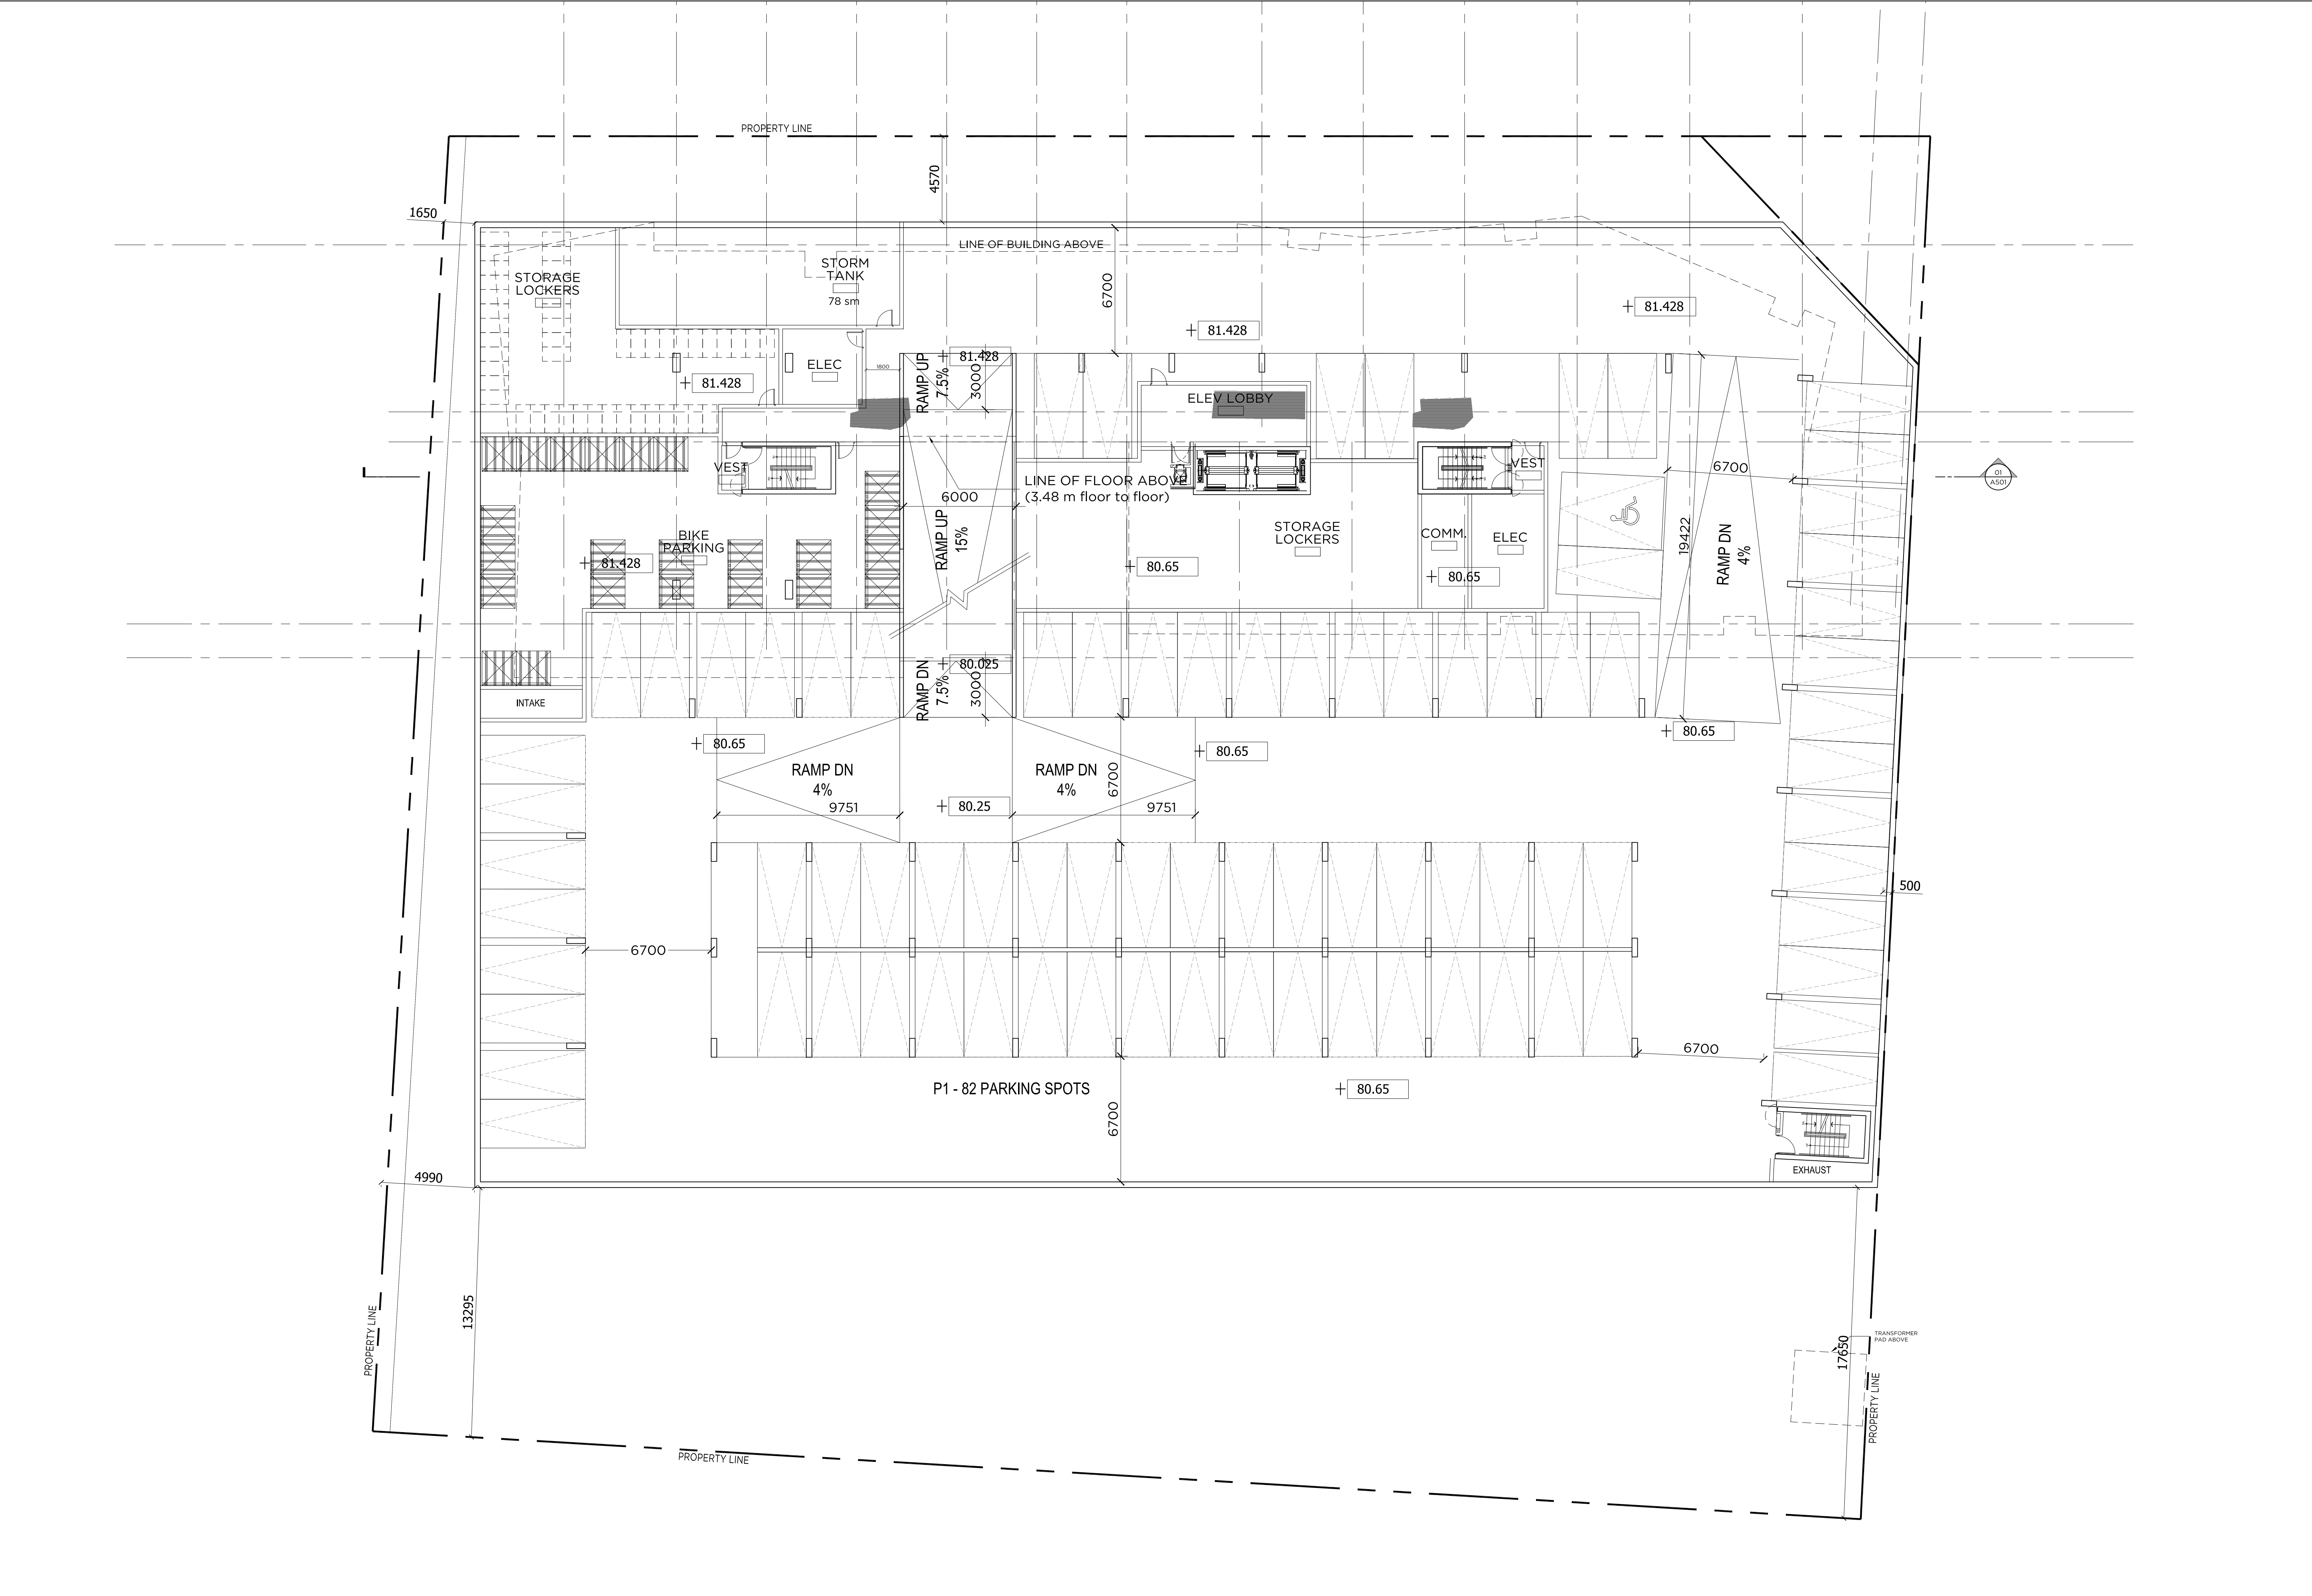 PROPERTY LINE
4570
1650
LINE OF BUILDING ABOVE
STORM
TANK
78 sm
STORAGE
LOCKERS
6700
81.428
81.428
81.428
81.428
ELEC
1800
RAMP UP
7.5%
3000
ELEV LOBBY
VEST
VEST
6700
01
A501
LINE OF FLOOR ABOVE
(3.48 m floor to floor)
6000
RAMP UP
15%
STORAGE
LOCKERS
COMM.
ELEC
19422
RAMP DN
4%
BIKE
PARKING
81.428
80.65
80.65
80.025
RAMP DN
7.5%
3000
INTAKE
80.65
80.65
80.65
RAMP DN
4%
RAMP DN
4%
6700
9751
9751
80.25
500
6700
6700
P1 - 82 PARKING SPOTS
80.65
6700
EXHAUST
4990
13295
17650
TRANSFORMER
PAD ABOVE
PROPERTY LINE
PROPERTY LINE
PROPERTY LINE